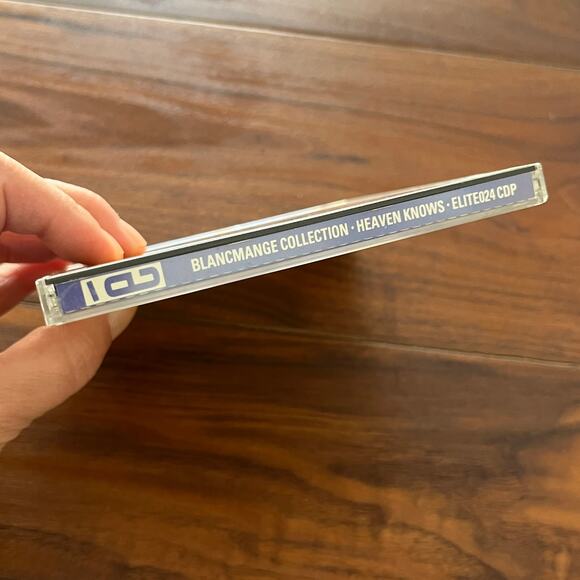 BLANCMANGE COLLECTION · HEAVEN KNOWS · ELITE024 CDP